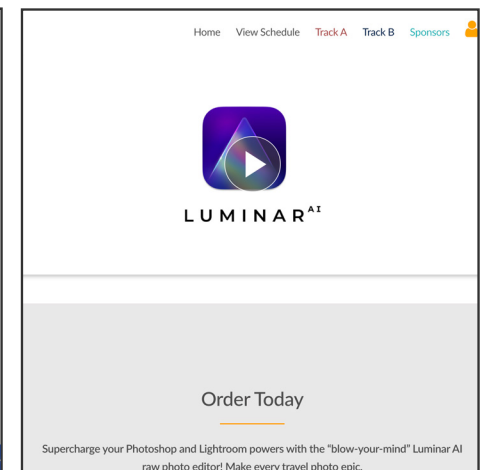 Home View Schedule Track A Track B Sponsors
LUMINAR AI
Order Today
Supercharge your Photoshop and Lightroom powers with the “blow-your-mind” Luminar AI
raw photo editor! Make every travel photo epic.